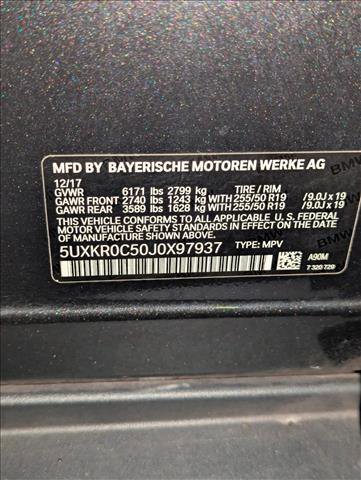 MFD BY BAYERISCHE MOTOREN WERKE AG
12/17
GVWR 6171 lbs 2799 kg TIRE / RIM
GAWR FRONT 2740 lbs 1243 kg WITH 255/50 R19 /9.0J x 19
GAWR REAR 3589 lbs 1628 kg WITH 255/50 R19 /9.0J x 19
THIS VEHICLE CONFORMS TO ALL APPLICABLE U. S. FEDERAL
MOTOR VEHICLE SAFETY STANDARDS IN EFFECT ON THE
DATE OF MANUFACTURE SHOWN ABOVE.
5UXKR0C50J0X97937 TYPE: MPV
A90M
7 320 729